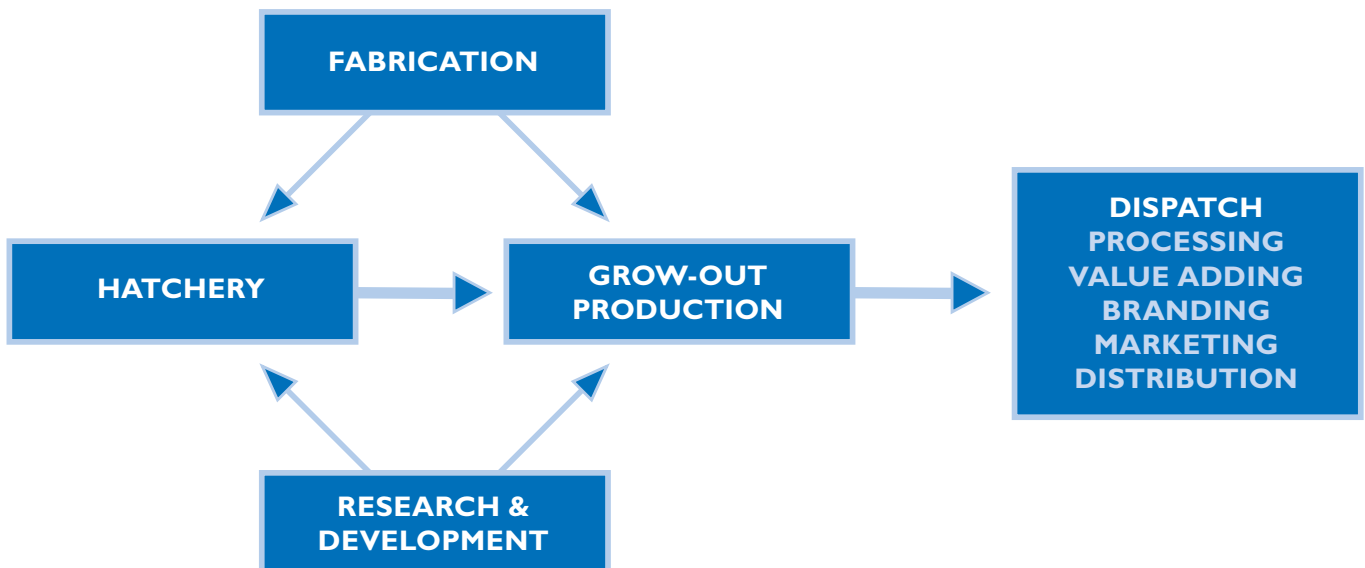 FABRICATION
HATCHERY
GROW-OUT
PRODUCTION
DISPATCH
PROCESSING
VALUE ADDING
BRANDING
MARKETING
DISTRIBUTION
RESEARCH &
DEVELOPMENT